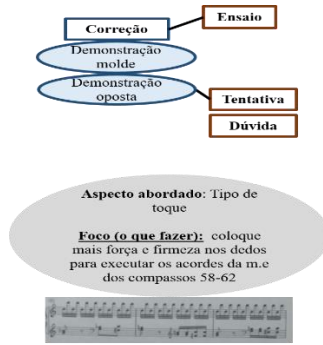 Ensaio
Correção
Demonstração
molde
Demonstração
oposta
Tentativa
Dúvida
Aspecto abordado: Tipo de
toque
Foco (o que fazer): coloque
mais força e firmeza nos dedos
para executar os acordes da m.e
dos compassos 58-62